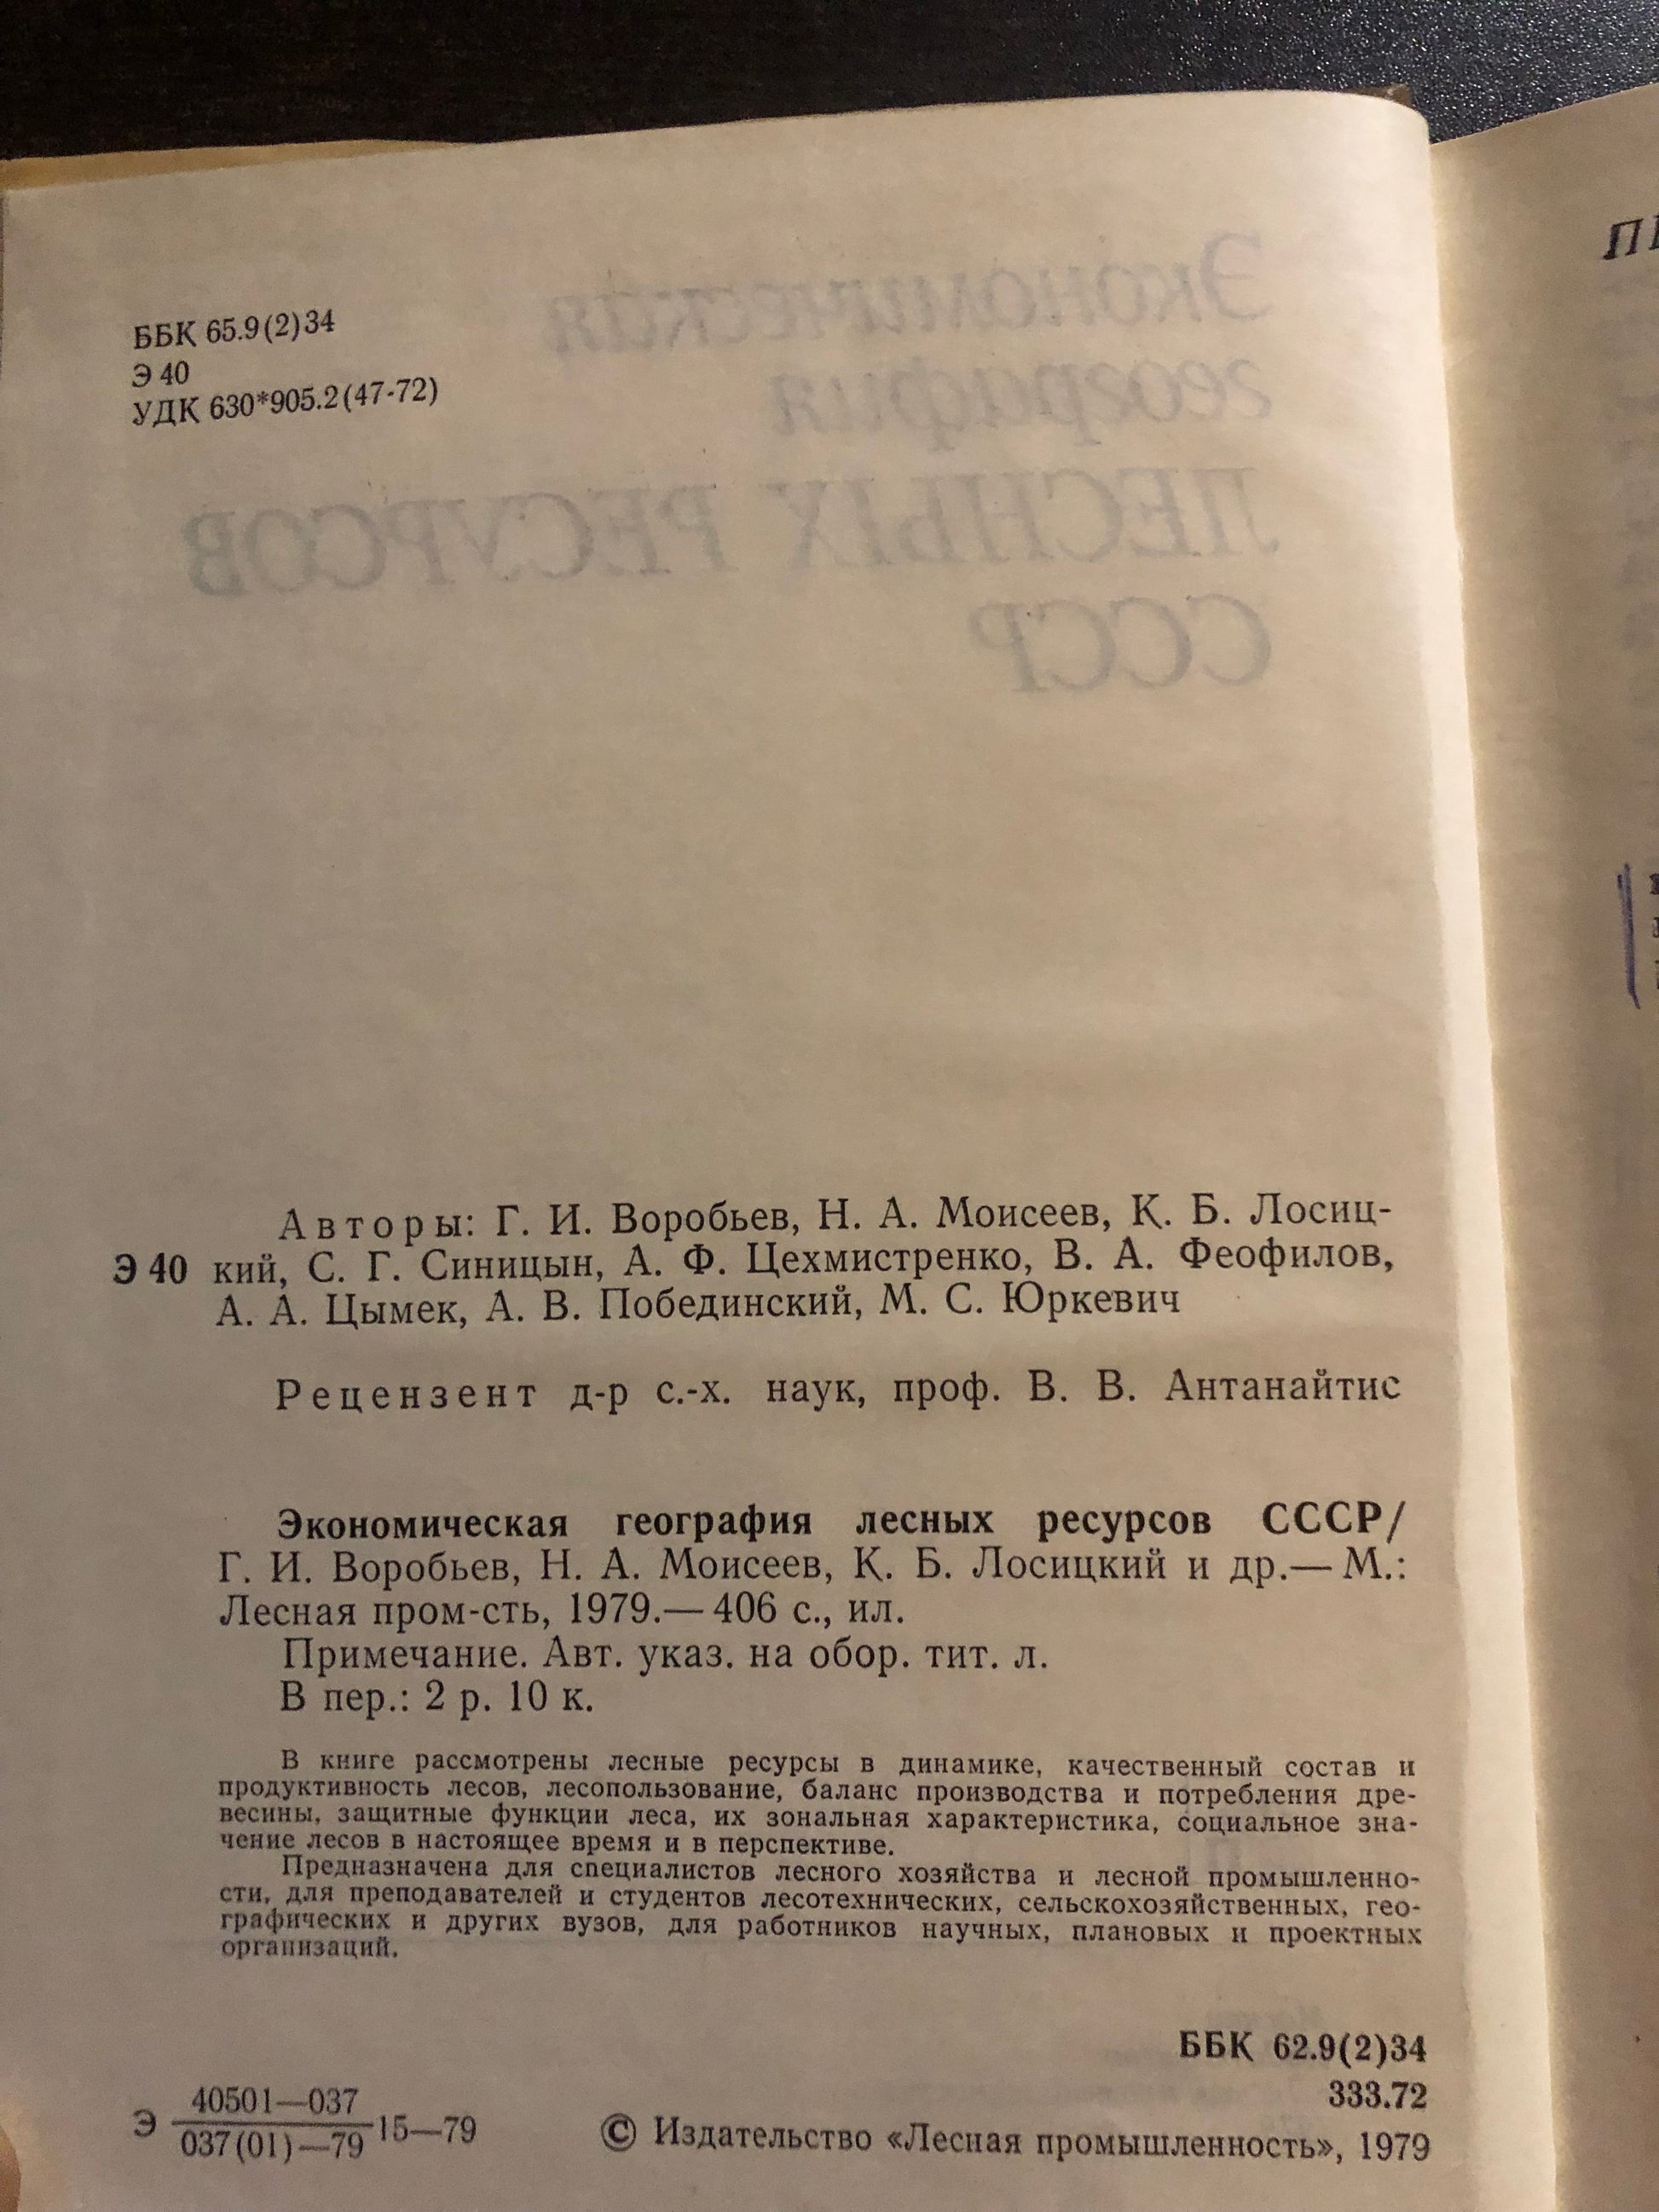 ББК 65.9(2)34
Э 40
УДК 630*905.2(47-72)
Экономическая
география
ЛЕСНЫХ РЕСУРСОВ
СССР
Авторы: Г. И. Воробьев, Н. А. Моисеев, К. Б. Лосиц-
Э 40 кий, С. Г. Синицын, А. Ф. Цехмистренко, В. А. Феофилов,
А. А. Цымек, А. В. Побединский, М. С. Юркевич
Рецензент д-р с.-х. наук, проф. В. В. Антанайтис
Экономическая география лесных ресурсов СССР/
Г. И. Воробьев, Н. А. Моисеев, К. Б. Лосицкий и др.— М.:
Лесная пром-сть, 1979.— 406 с., ил.
Примечание. Авт. указ. на обор. тит. л.
В пер.: 2 р. 10 к.
В книге рассмотрены лесные ресурсы в динамике, качественный состав и
продуктивность лесов, лесопользование, баланс производства и потребления дре-
весины, защитные функции леса, их зональная характеристика, социальное зна-
чение лесов в настоящее время и в перспективе.
Предназначена для специалистов лесного хозяйства и лесной промышленно-
сти, для преподавателей и студентов лесотехнических, сельскохозяйственных, гео-
графических и других вузов, для работников научных, плановых и проектных
организаций.
ББК 62.9(2)34
333.72
Э 40501—037
037(01)—79 15—79
© Издательство «Лесная промышленность», 1979